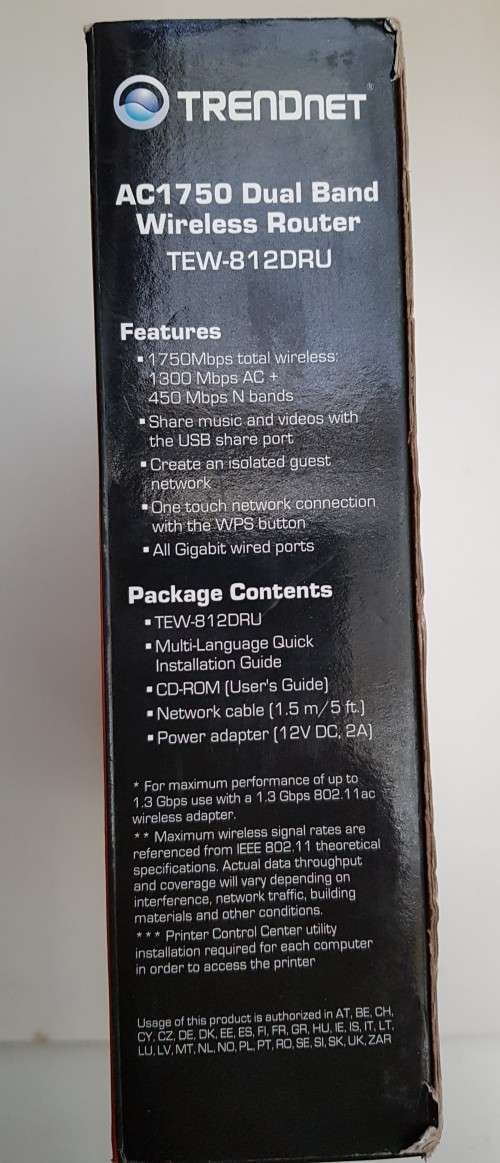 TRENDNET®
AC1750 Dual Band
Wireless Router
TEW-812DRU
Features
▪ 1750Mbps total wireless:
1300 Mbps AC +
450 Mbps N bands
▪ Share music and videos with
the USB share port
▪ Create an isolated guest
network
▪ One touch network connection
with the WPS button
▪ All Gigabit wired ports
Package Contents
▪ TEW-812DRU
▪ Multi-Language Quick
Installation Guide
▪ CD-ROM (User's Guide)
▪ Network cable (1.5 m/5 ft.)
▪ Power adapter (12V DC, 2A)
* For maximum performance of up to
1.3 Gbps use with a 1.3 Gbps 802.11ac
wireless adapter.
** Maximum wireless signal rates are
referenced from IEEE 802.11 theoretical
specifications. Actual data throughput
and coverage will vary depending on
interference, network traffic, building
materials and other conditions.
*** Printer Control Center utility
installation required for each computer
in order to access the printer
Usage of this product is authorized in AT, BE, CH,
CY, CZ, DE, DK, EE, ES, FI, FR, GR, HU, IE, IS, IT, LT,
LU, LV, MT, NL, NO, PL, PT, RO, SE, SI, SK, UK, ZAR